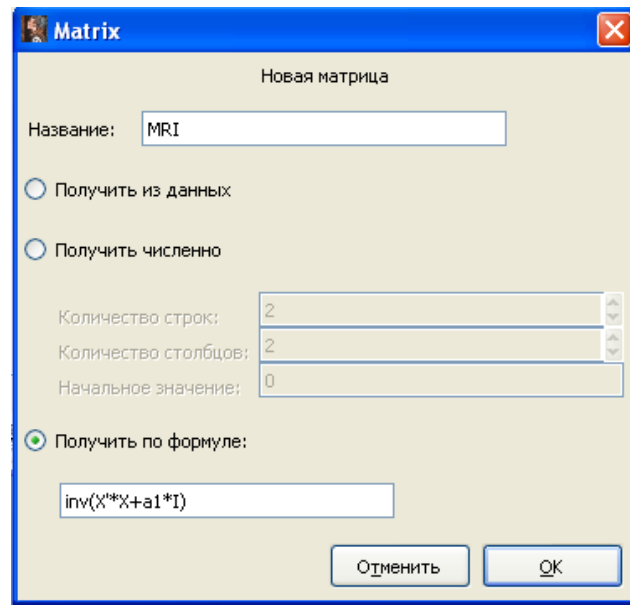 Matrix
Новая матрица
Название: MRI
Получить из данных
Получить численно
Количество строк: 2
Количество столбцов: 2
Начальное значение: 0
Получить по формуле:
inv(X'*X+a1*I)
Отменить OK